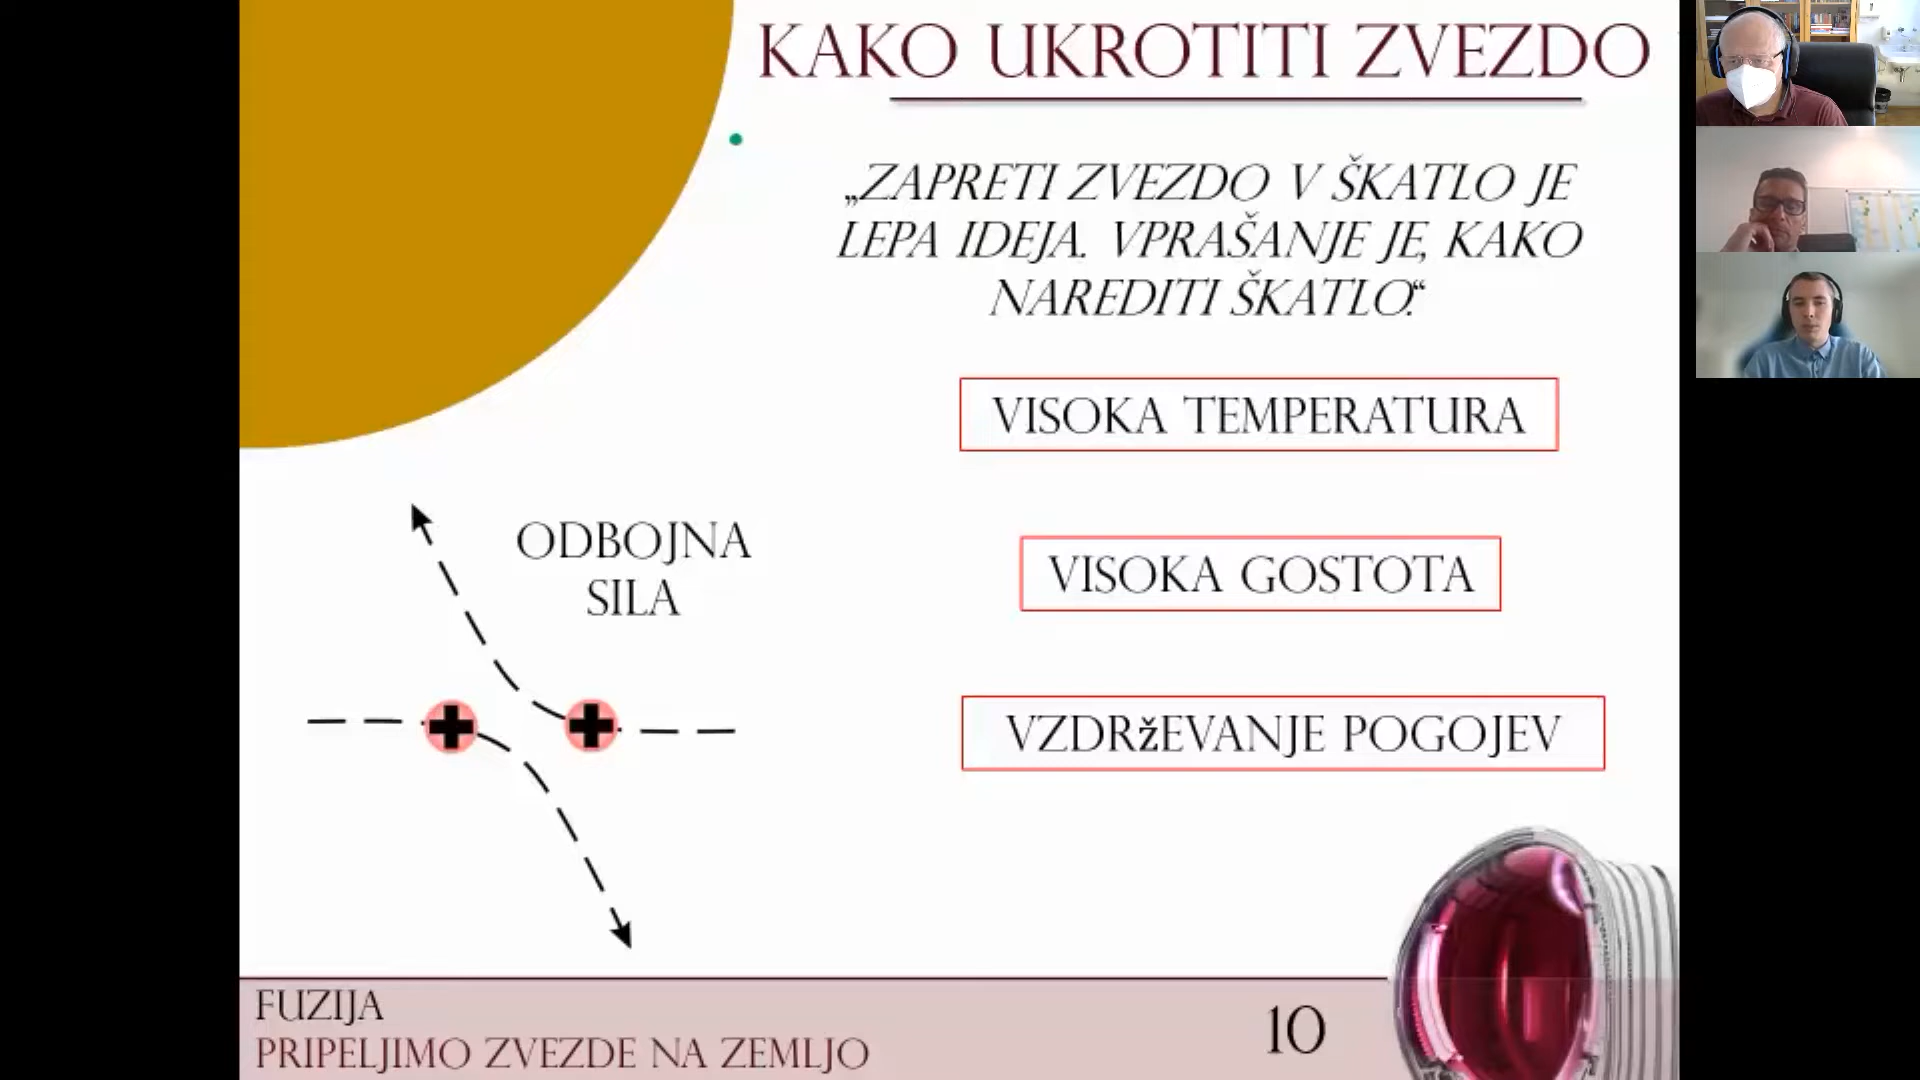 KAKO UKROTITI ZVEZDO
„ZAPRETI ZVEZDO V ŠKATLO JE
LEPA IDEJA. VPRAŠANJE JE, KAKO
NAREDITI ŠKATLO.“
VISOKA TEMPERATURA
ODBOJNA
SILA
VISOKA GOSTOTA
VZDRžEVANJE POGOJEV
FUZIJA
PRIPELJIMO ZVEZDE NA ZEMLJO
10